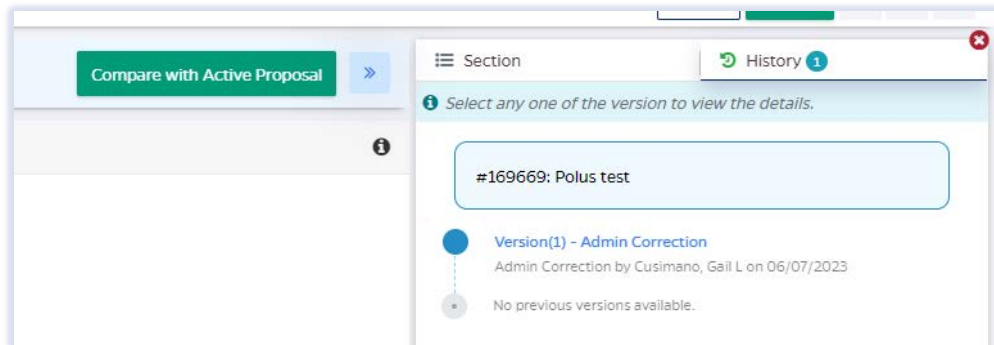 Compare with Active Proposal
Section
History 1
Select any one of the version to view the details.
#169669: Polus test
Version(1) - Admin Correction
Admin Correction by Cusimano, Gail L on 06/07/2023
No previous versions available.